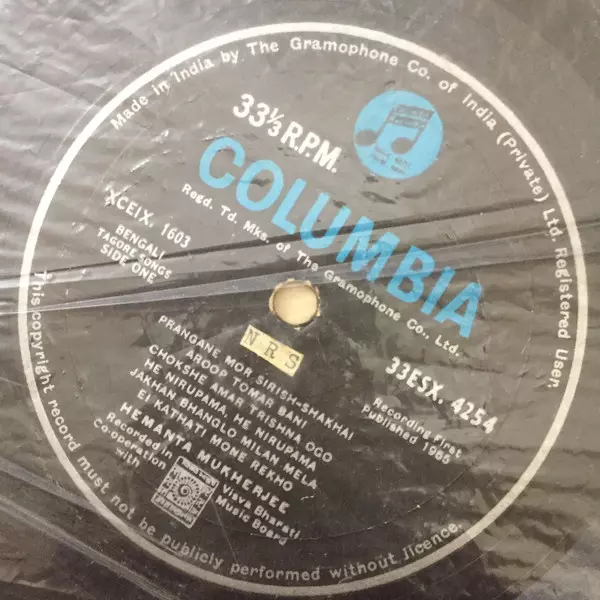 Made in India by The Gramophone Co. of India (Private) Ltd. Registered User.
33⅓ R.P.M.
COLUMBIA
Regd. Td. Mks. of The Gramophone Co., Ltd.
XCEIX. 1603
BENGALI
TAGORE SONGS
SIDE ONE
NRS
33ESX. 4254
Recording First
Published 1965
PRANGANE MOR SIRISH-SHAKHAI
AROOP TOMAR BANI
CHOKSHE AMAR TRISHNA OGO
HE NIRUPAMA, HE NIRUPAMA
JAKHAN BHANGLO MILAN MELA
EI KATHATI MONE REKHO
HEMANTA MUKHERJEE
Recorded in
Co-operation
with
Visva Bharati
Music Board
This copyright record must not be publicly performed without licence.